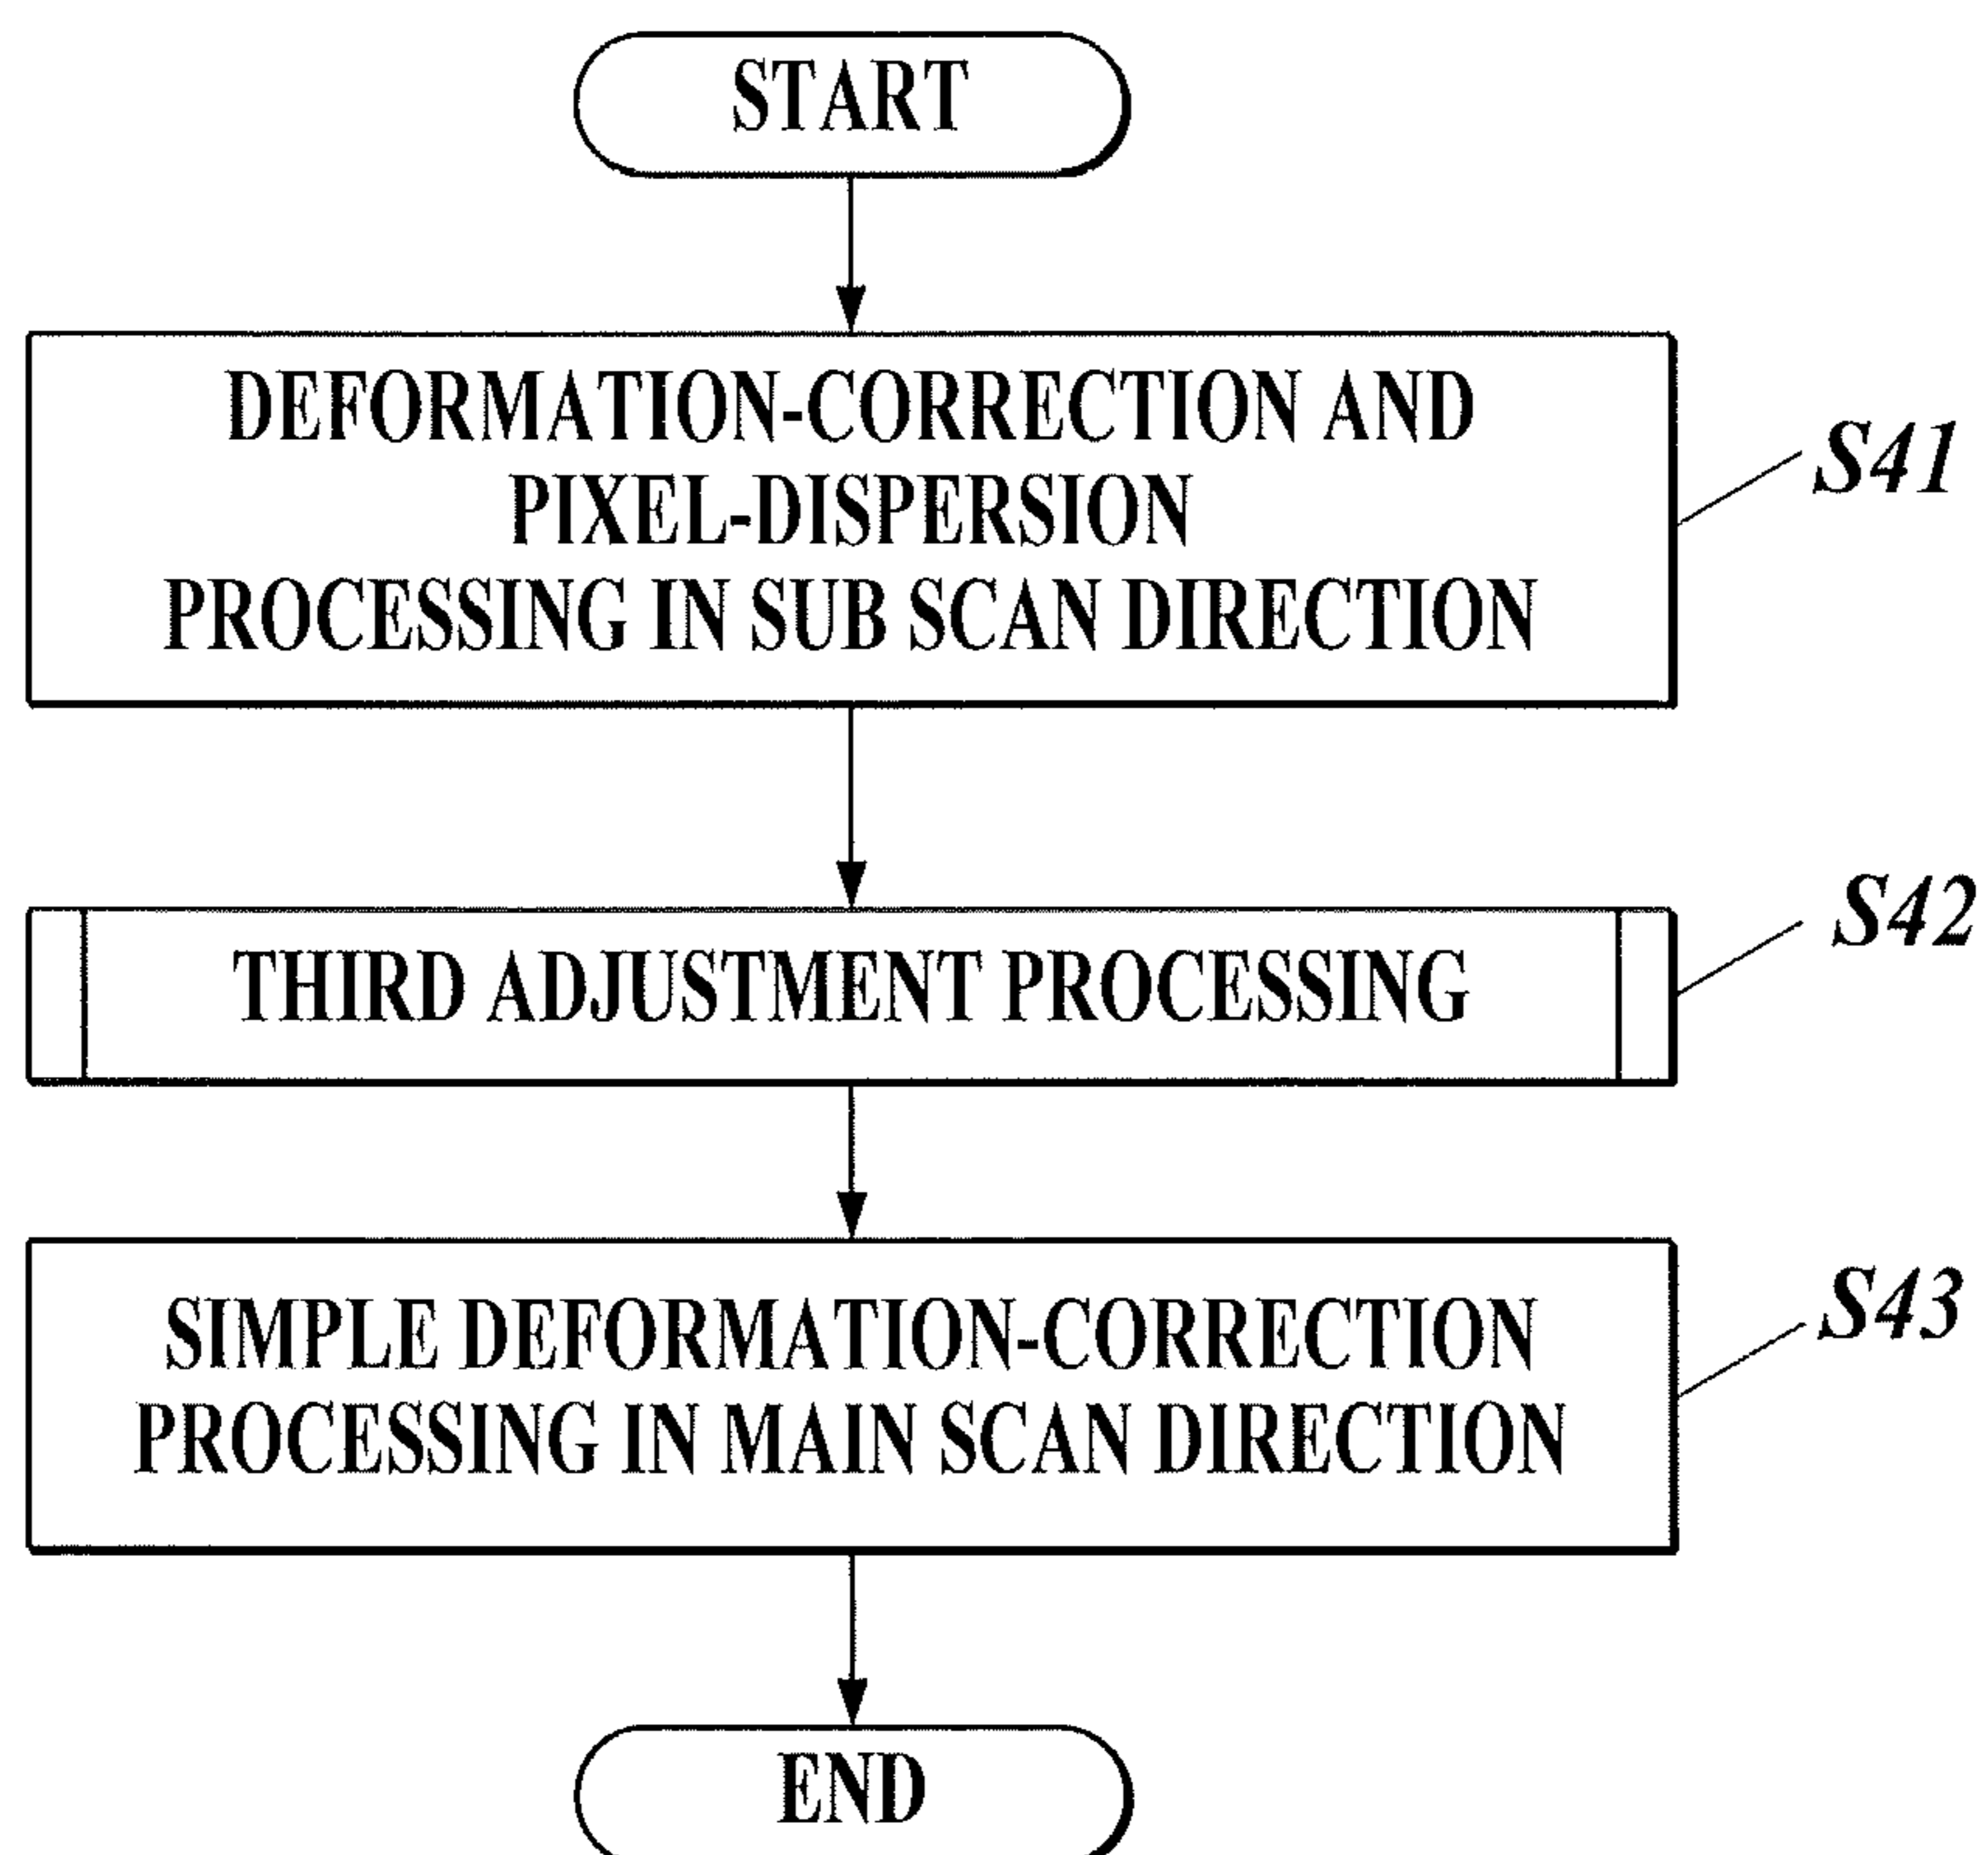 START
DEFORMATION-CORRECTION AND
PIXEL-DISPERSION
PROCESSING IN SUB SCAN DIRECTION
S41
THIRD ADJUSTMENT PROCESSING
S42
SIMPLE DEFORMATION-CORRECTION
PROCESSING IN MAIN SCAN DIRECTION
S43
END